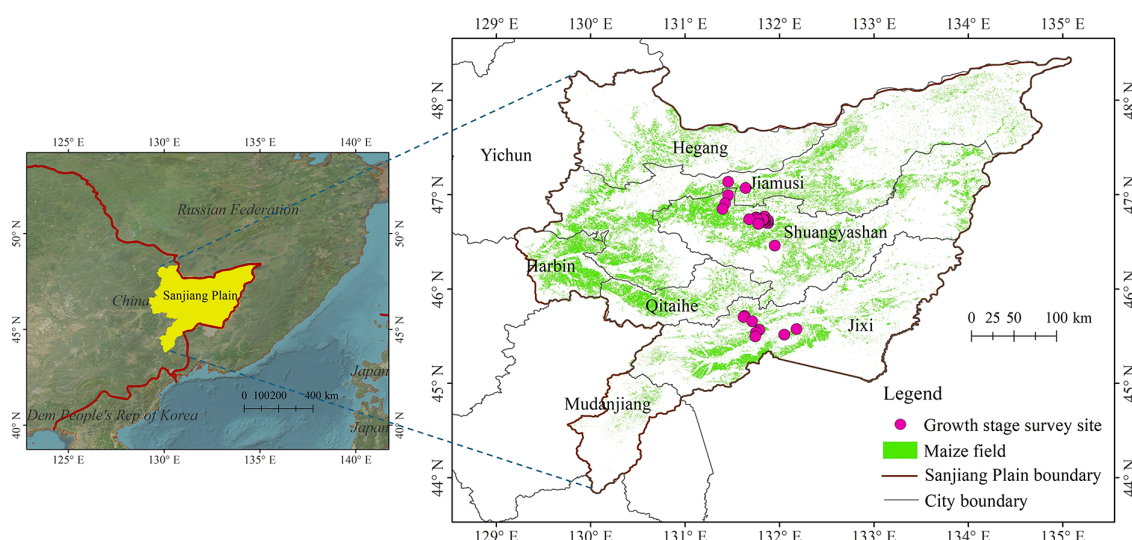 125° E 130° E 135° E 140° E
50° N
45° N
40° N
50° N
45° N
40° N
Russian Federation
China
Sanjiang Plain
Japan
Japan
Dem People's Rep of Korea
0 100200 400 km
125° E 130° E 135° E 140° E
129° E 130° E 131° E 132° E 133° E 134° E 135° E
48° N
47° N
46° N
45° N
44° N
48° N
47° N
46° N
45° N
44° N
Yichun
Hegang
Jiamusi
Shuangyashan
Harbin
Qitaihe
Jixi
Mudanjiang
0 25 50 100 km
Legend
Growth stage survey site
Maize field
Sanjiang Plain boundary
City boundary
129° E 130° E 131° E 132° E 133° E 134° E 135° E